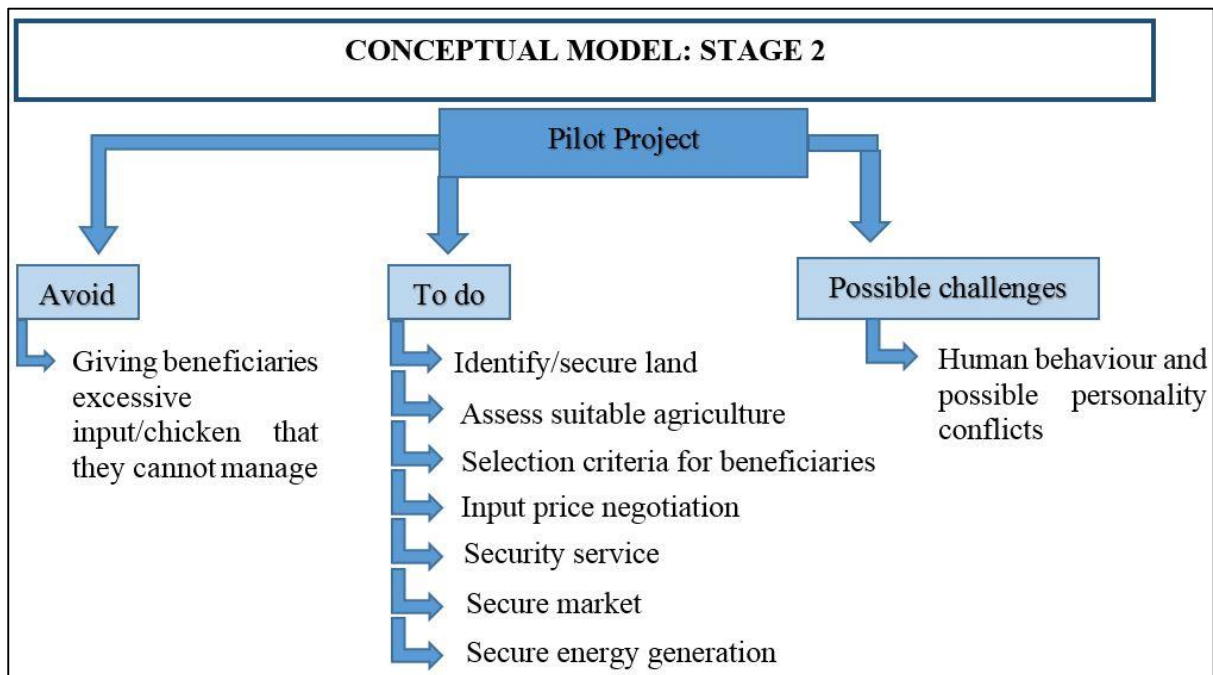 CONCEPTUAL MODEL: STAGE 2
Pilot Project
Avoid
Giving beneficiaries
excessive
input/chicken that
they cannot manage
To do
Identify/secure land
Assess suitable agriculture
Selection criteria for beneficiaries
Input price negotiation
Security service
Secure market
Secure energy generation
Possible challenges
Human behaviour and
possible personality
conflicts